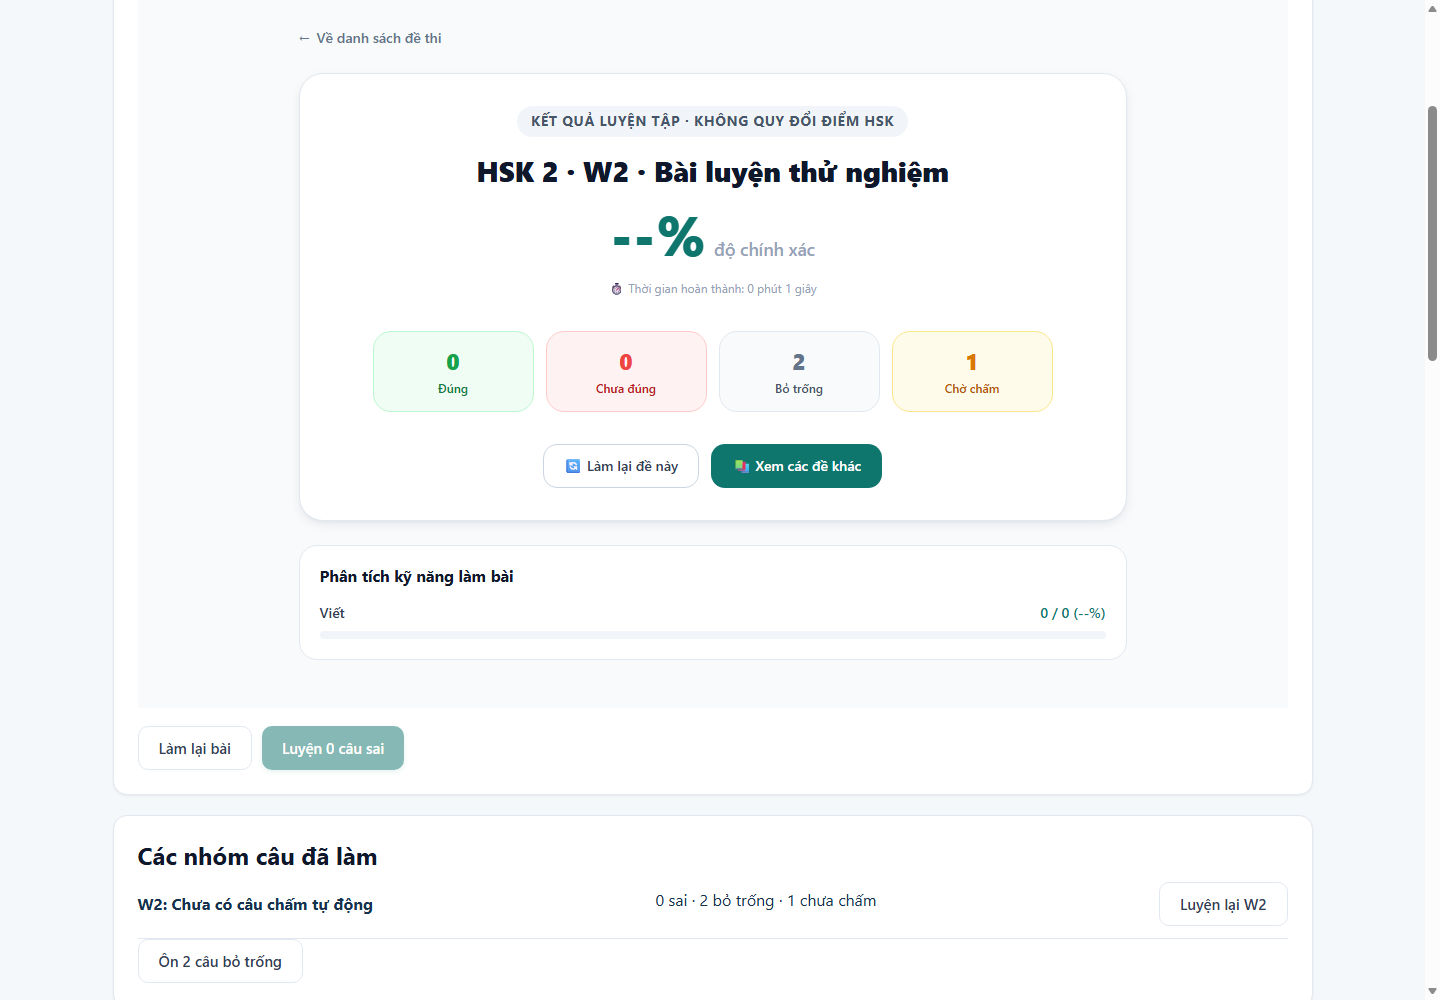 ← Về danh sách đề thi
KẾT QUẢ LUYỆN TẬP · KHÔNG QUY ĐỔI ĐIỂM HSK
HSK 2 · W2 · Bài luyện thử nghiệm
--% độ chính xác
Thời gian hoàn thành: 0 phút 1 giây
0
Đúng
0
Chưa đúng
2
Bỏ trống
1
Chờ chấm
Làm lại đề này
Xem các đề khác
Phân tích kỹ năng làm bài
Viết 0 / 0 (--%)
Làm lại bài
Luyện 0 câu sai
Các nhóm câu đã làm
W2: Chưa có câu chấm tự động
0 sai · 2 bỏ trống · 1 chưa chấm
Luyện lại W2
Ôn 2 câu bỏ trống